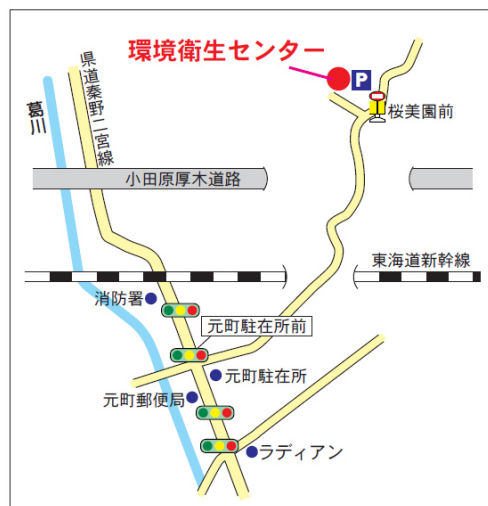 環境衛生センター
P
桜美園前
県道秦野二宮線
葛川
小田原厚木道路
東海道新幹線
消防署
元町駐在所前
元町駐在所
元町郵便局
ラディアン